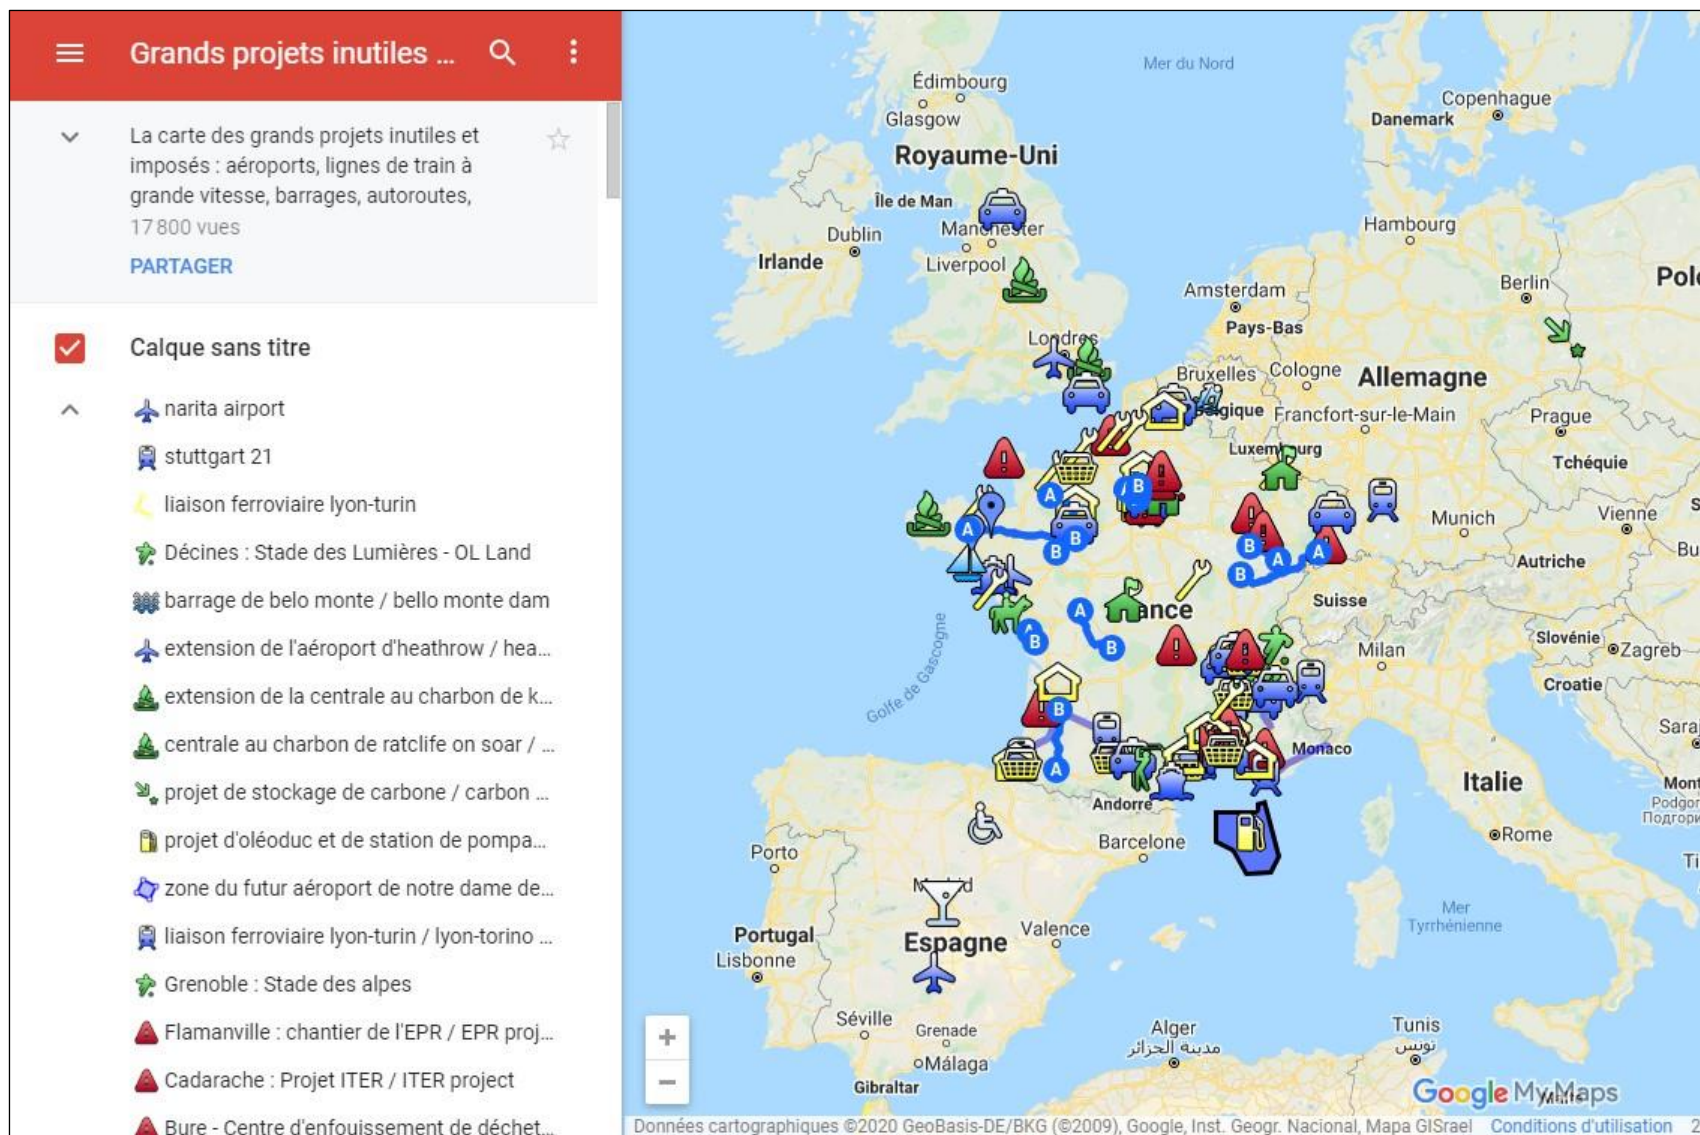 Grands projets inutiles ...
La carte des grands projets inutiles et
imposés : aéroports, lignes de train à
grande vitesse, barrages, autoroutes,
17 800 vues
PARTAGER
Calque sans titre
narita airport
stuttgart 21
liaison ferroviaire lyon-turin
Décines : Stade des Lumières - OL Land
barrage de belo monte / bello monte dam
extension de l'aéroport d'heathrow / hea...
extension de la centrale au charbon de k...
centrale au charbon de ratclife on soar / ...
projet de stockage de carbone / carbon ...
projet d'oléoduc et de station de pompa...
zone du futur aéroport de notre dame de...
liaison ferroviaire lyon-turin / lyon-torino ...
Grenoble : Stade des alpes
Flamanville : chantier de l'EPR / EPR proj...
Cadarache : Projet ITER / ITER project
Bure - Centre d'enfouissement de déchet...
Mer du Nord
Édimbourg
Glasgow
Copenhague
Danemark
Royaume-Uni
Île de Man
Manchester
Dublin
Irlande
Liverpool
Hambourg
Amsterdam
Berlin
Pays-Bas
Londres
Bruxelles
Cologne
Allemagne
Belgique
Francfort-sur-le-Main
Prague
Luxembourg
Tchéquie
A
B
A
B
A
B
B
Munich
Vienne
B
A
A
B
Autriche
Suisse
A
B
B
Slovénie
Zagreb
Milan
Croatie
Golfe de Gascogne
B
A
Monaco
Italie
Andorre
Barcelone
Rome
Porto
Madrid
Mer
Tyrrhénienne
Portugal
Lisbonne
Espagne
Valence
Séville
Grenade
Málaga
Gibraltar
Alger
مدينة الجزائر
Tunis
تونس
+
−
Google My Maps
Données cartographiques ©2020 GeoBasis-DE/BKG (©2009), Google, Inst. Geogr. Nacional, Mapa GISrael Conditions d'utilisation